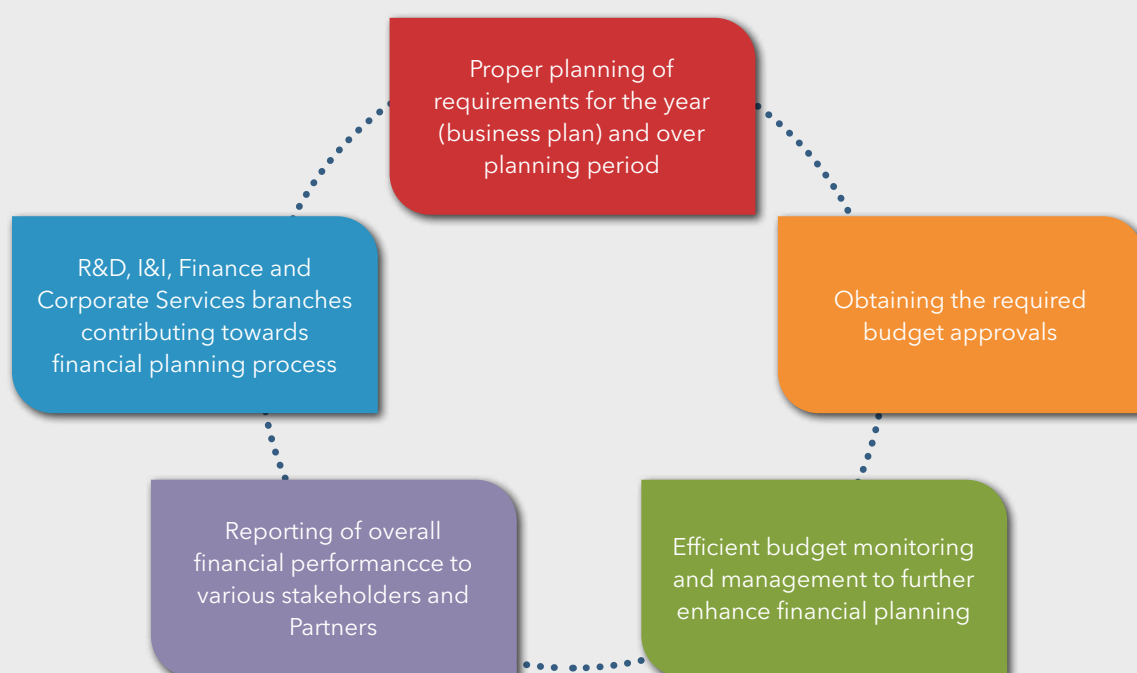 Proper planning of
requirements for the year
(business plan) and over
planning period
R&D, I&I, Finance and
Corporate Services branches
contributing towards
financial planning process
Obtaining the required
budget approvals
Reporting of overall
financial performancce to
various stakeholders and
Partners
Efficient budget monitoring
and management to further
enhance financial planning